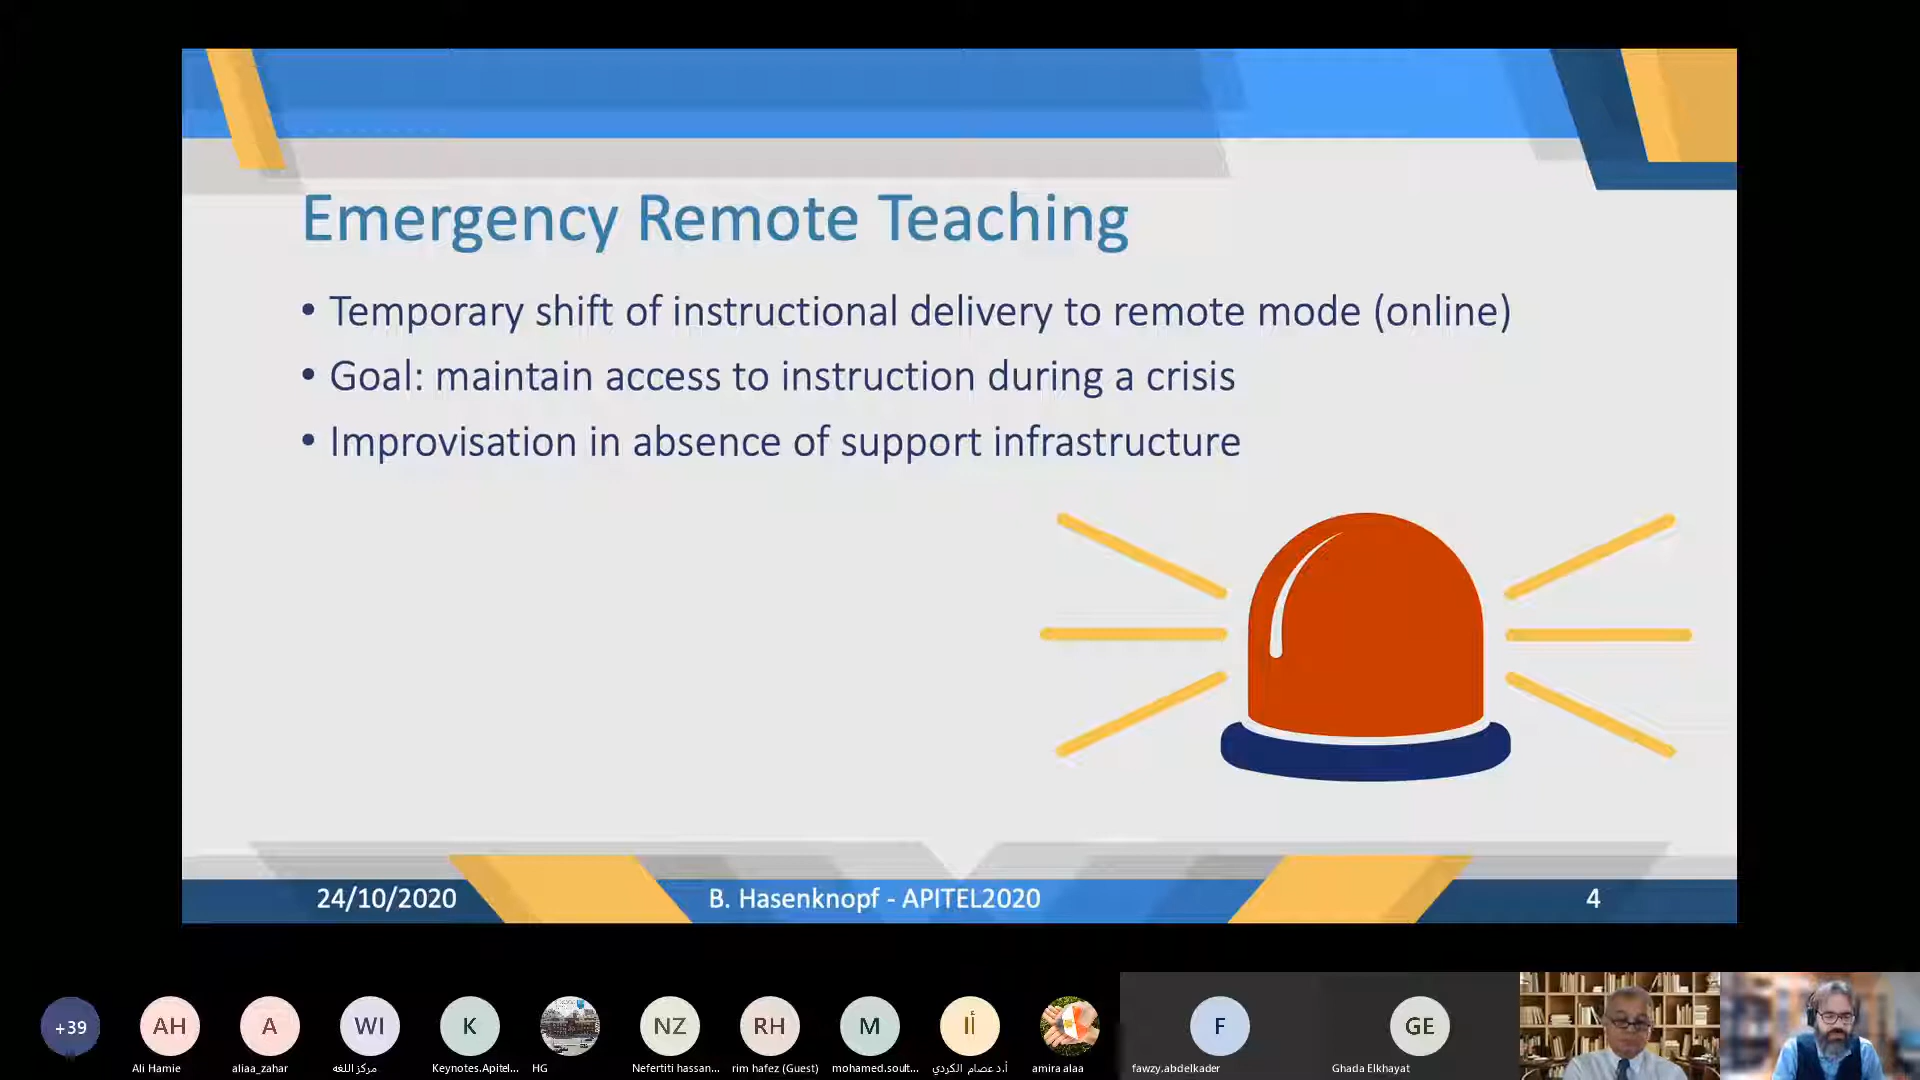 Emergency Remote Teaching
• Temporary shift of instructional delivery to remote mode (online)
• Goal: maintain access to instruction during a crisis
• Improvisation in absence of support infrastructure
24/10/2020
B. Hasenknopf - APITEL2020
4
+39
AH
A
WI
K
NZ
RH
M
أا
F
GE
Ali Hamie
aliaa_zahar
مركز اللغه
Keynotes.Apitel...
HG
Nefertiti hassan...
rim hafez (Guest)
mohamed.soult...
أ.د عصام الكردي
amira alaa
fawzy.abdelkader
Ghada Elkhayat